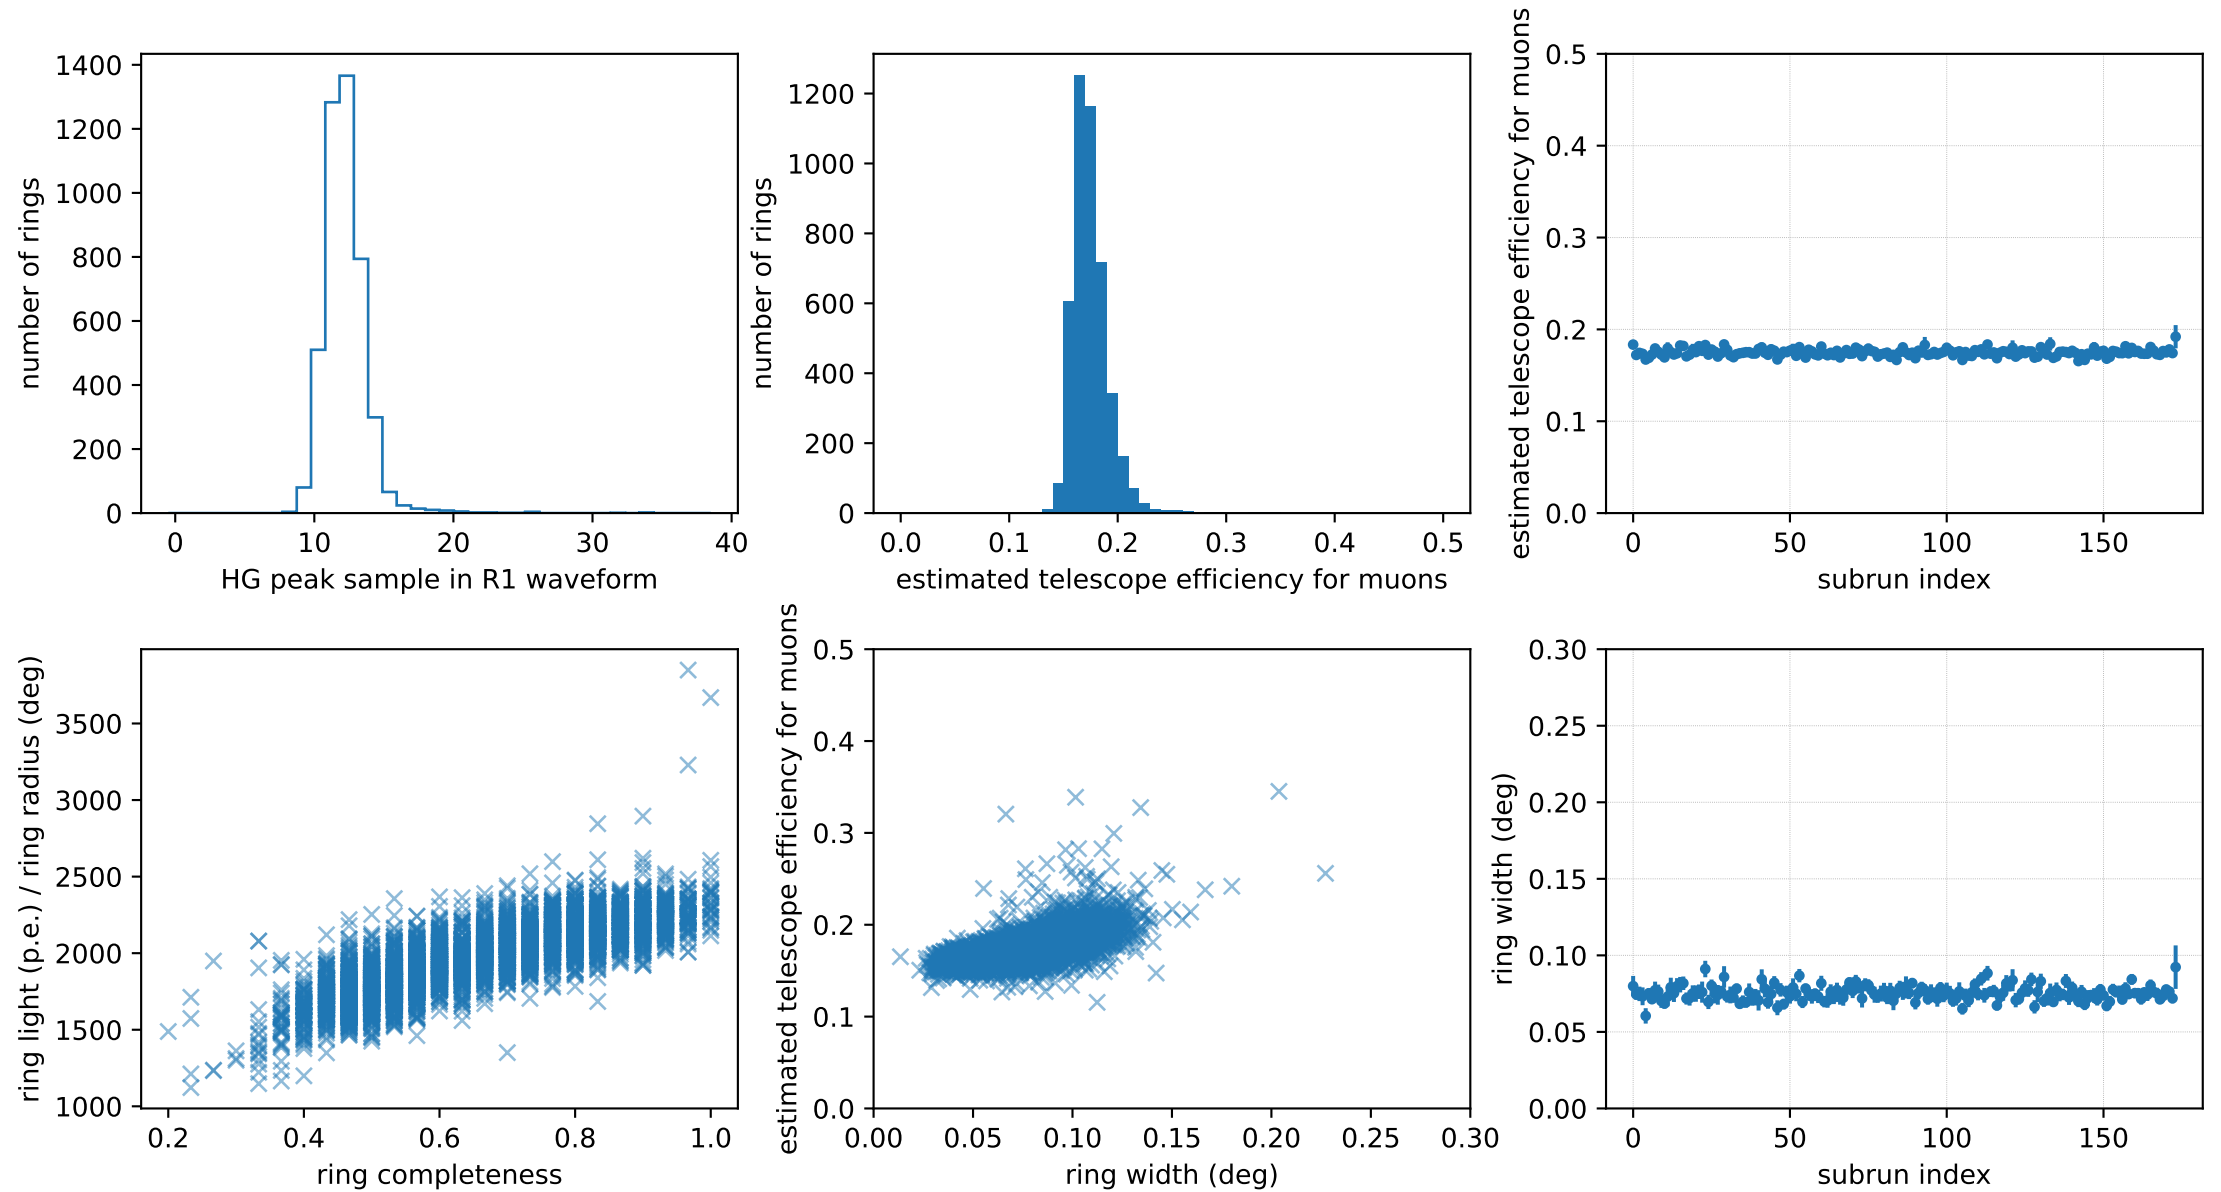 1400
1200
1000
800
600
400
200
0
number of rings
0 10 20 30 40
HG peak sample in R1 waveform
1200
1000
800
600
400
200
0
number of rings
0.0 0.1 0.2 0.3 0.4 0.5
estimated telescope efficiency for muons
0.5
0.4
0.3
0.2
0.1
0.0
estimated telescope efficiency for muons
0 50 100 150
subrun index
3500
3000
2500
2000
1500
1000
ring light (p.e.) / ring radius (deg)
0.2 0.4 0.6 0.8 1.0
ring completeness
0.5
0.4
0.3
0.2
0.1
0.0
estimated telescope efficiency for muons
0.00 0.05 0.10 0.15 0.20 0.25 0.30
ring width (deg)
0.30
0.25
0.20
0.15
0.10
0.05
0.00
ring width (deg)
0 50 100 150
subrun index